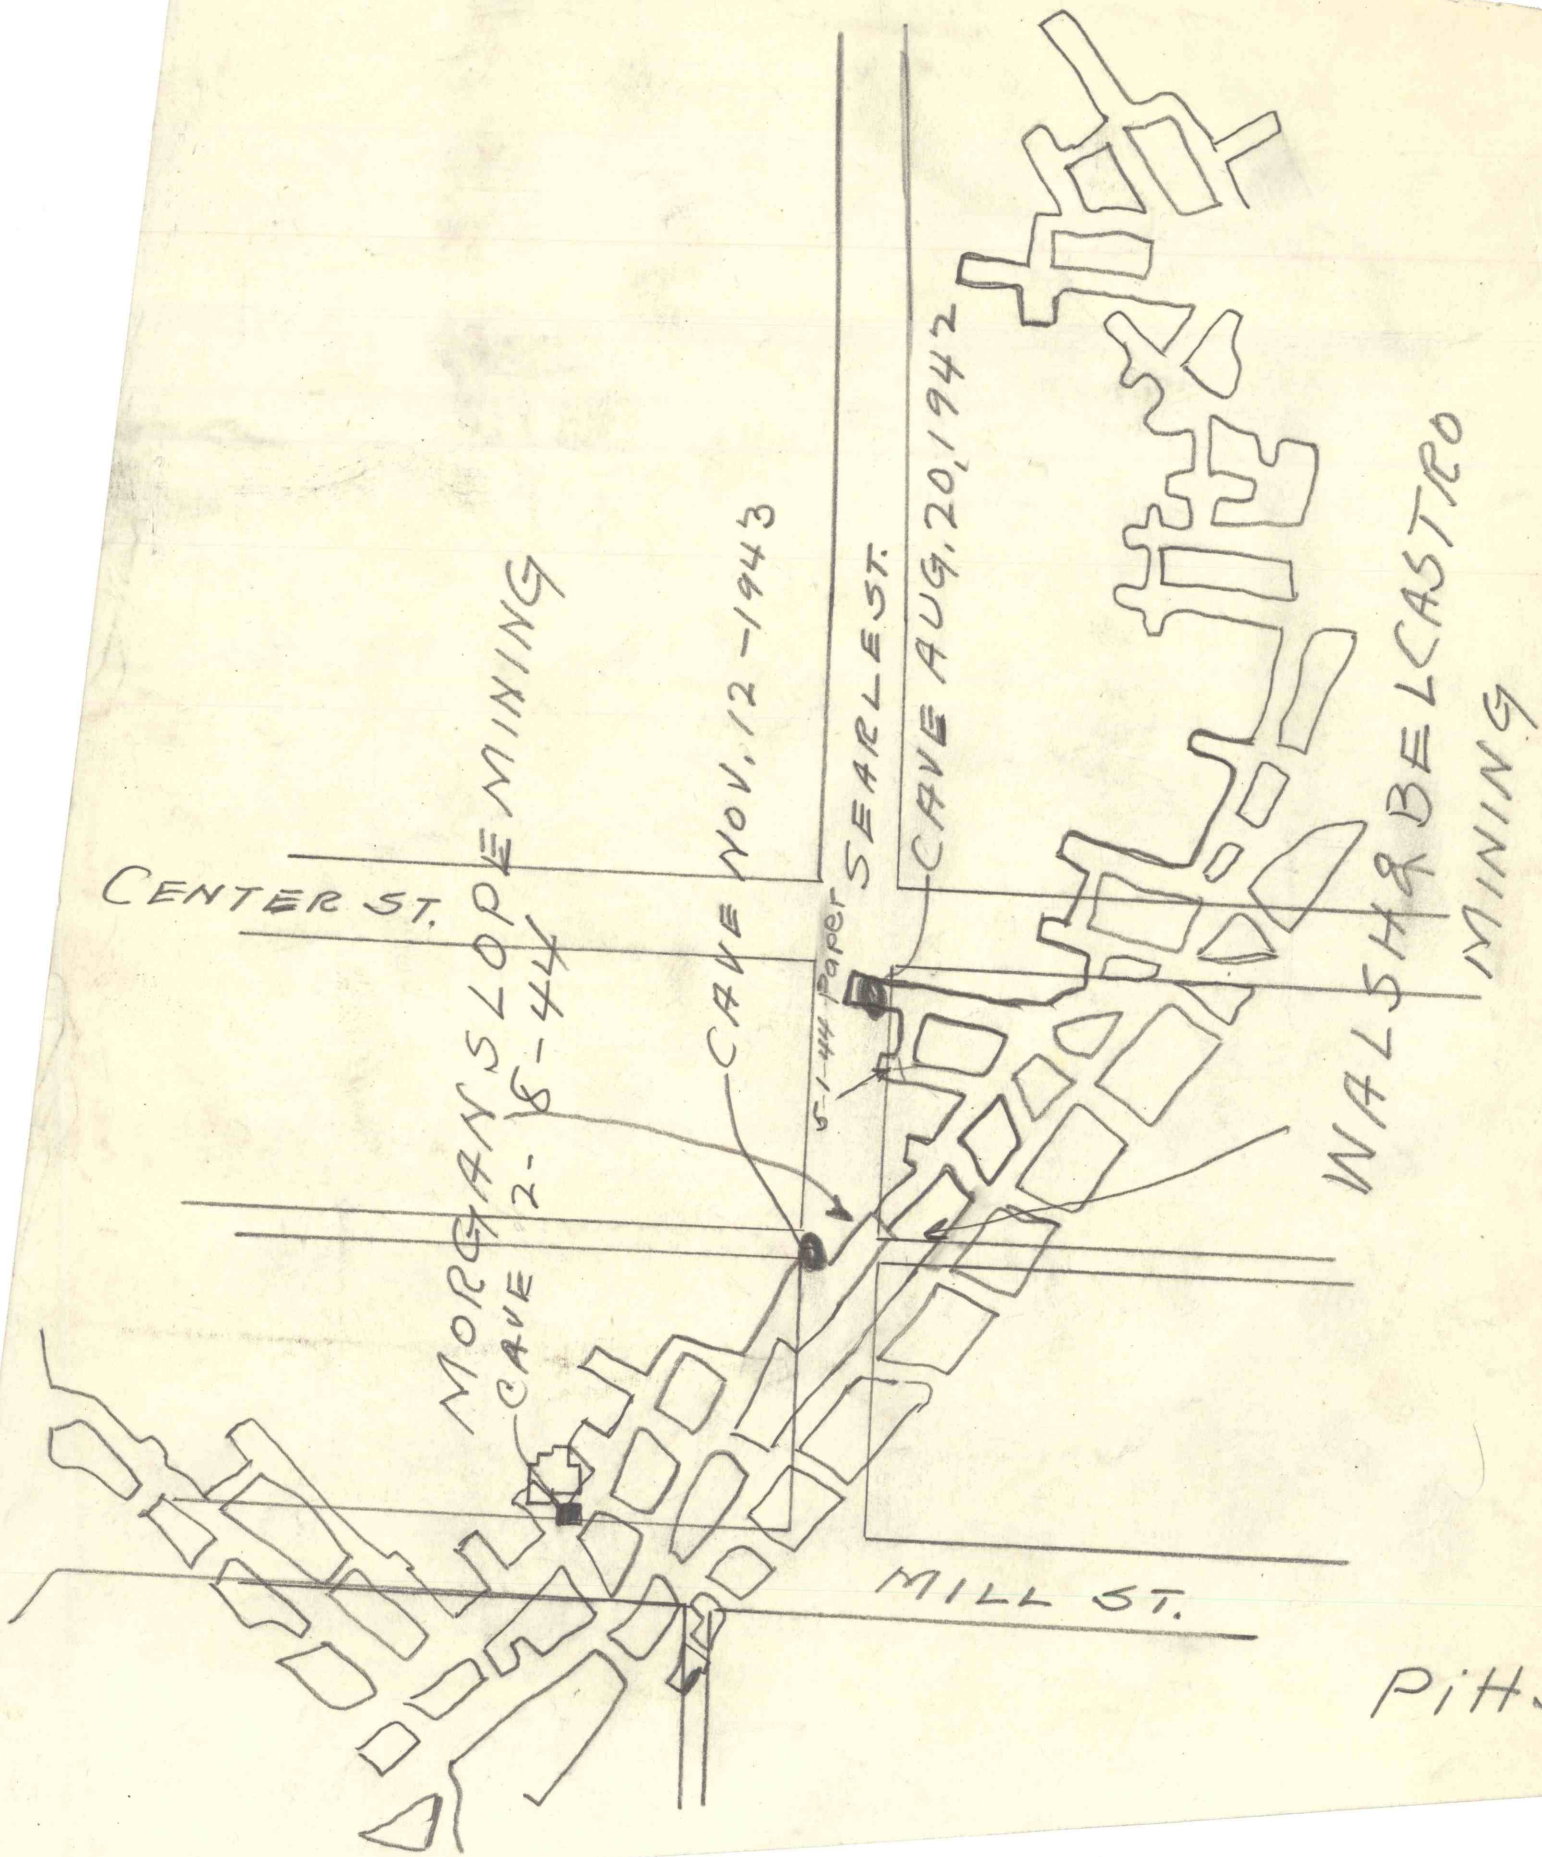 CENTER ST.
MORGAN SLOPE MINING
CAVE 2-8-44
CAVE NOV. 12-1943
5-1-44 Paper
SEARLE ST.
CAVE AUG. 20, 1942
WALSH & BELCASTRO
MINING
MILL ST.